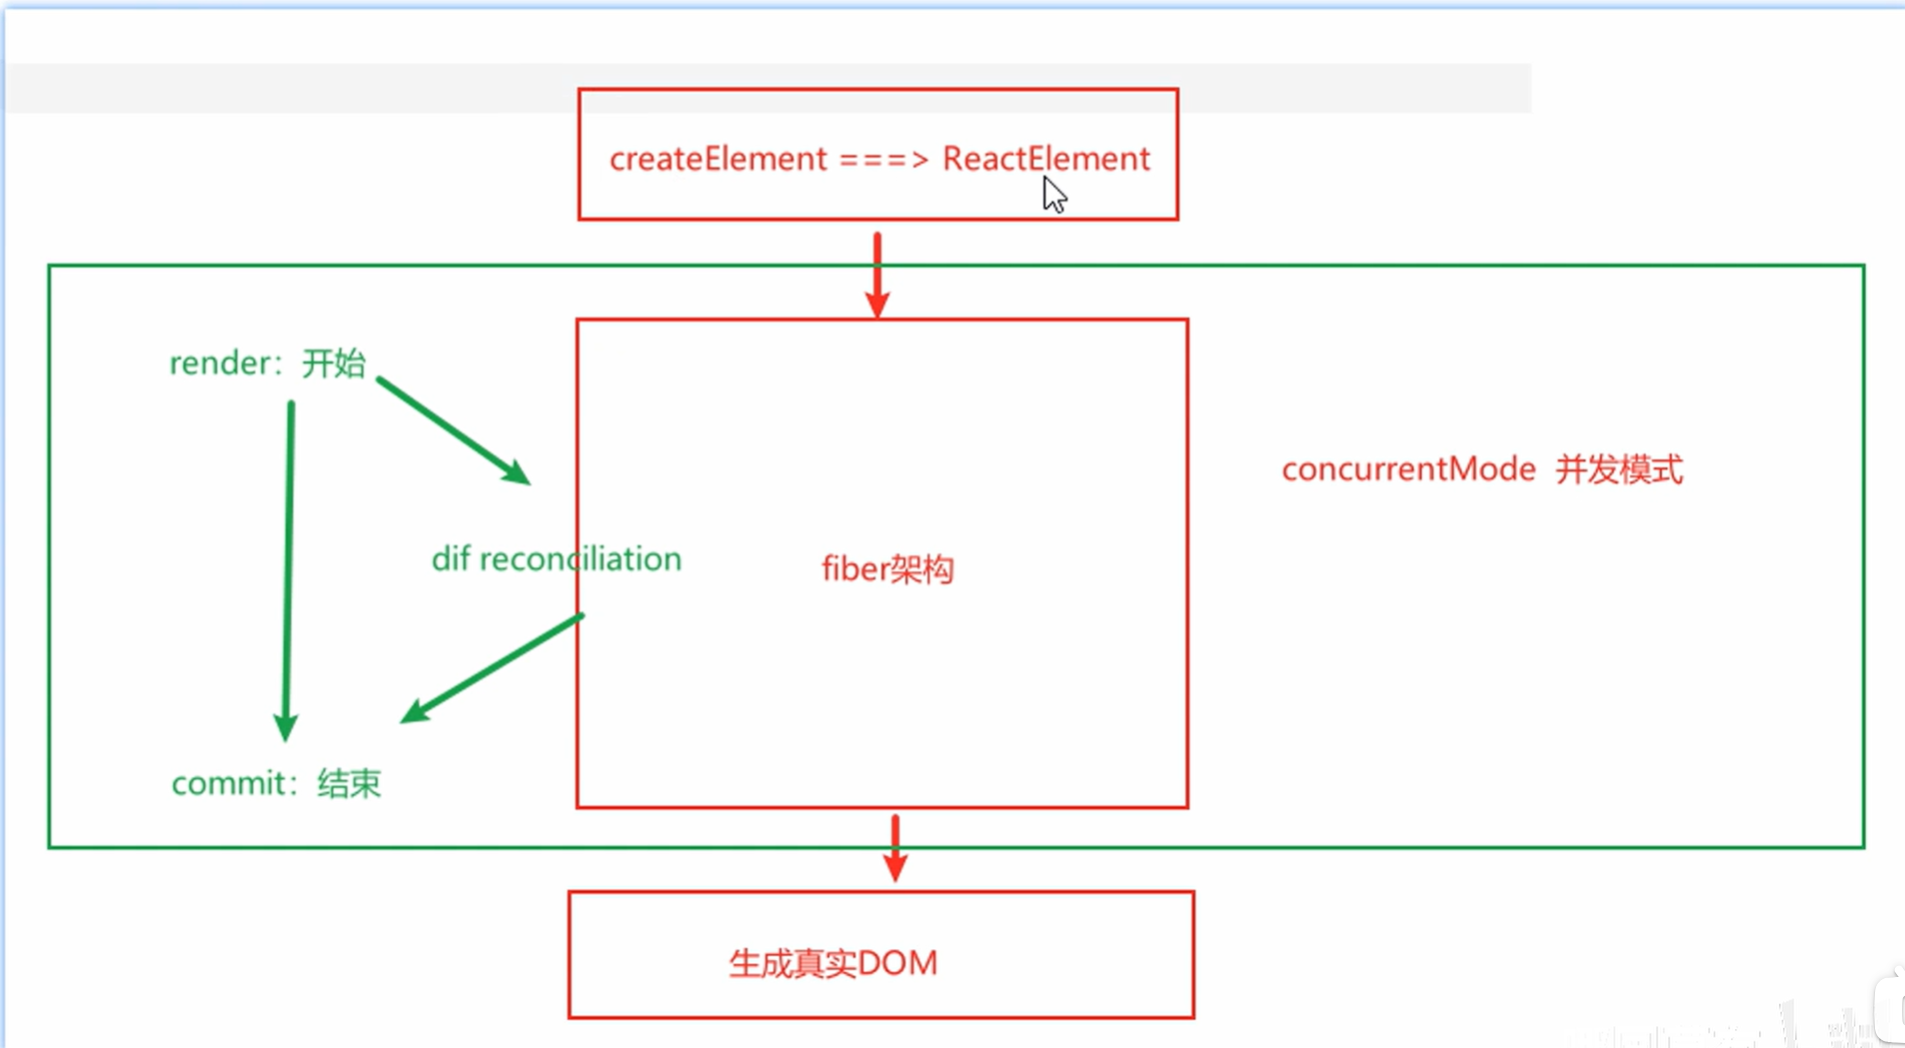 createElement ===> ReactElement
render：开始
concurrentMode 并发模式
dif reconciliation
fiber架构
commit：结束
生成真实DOM